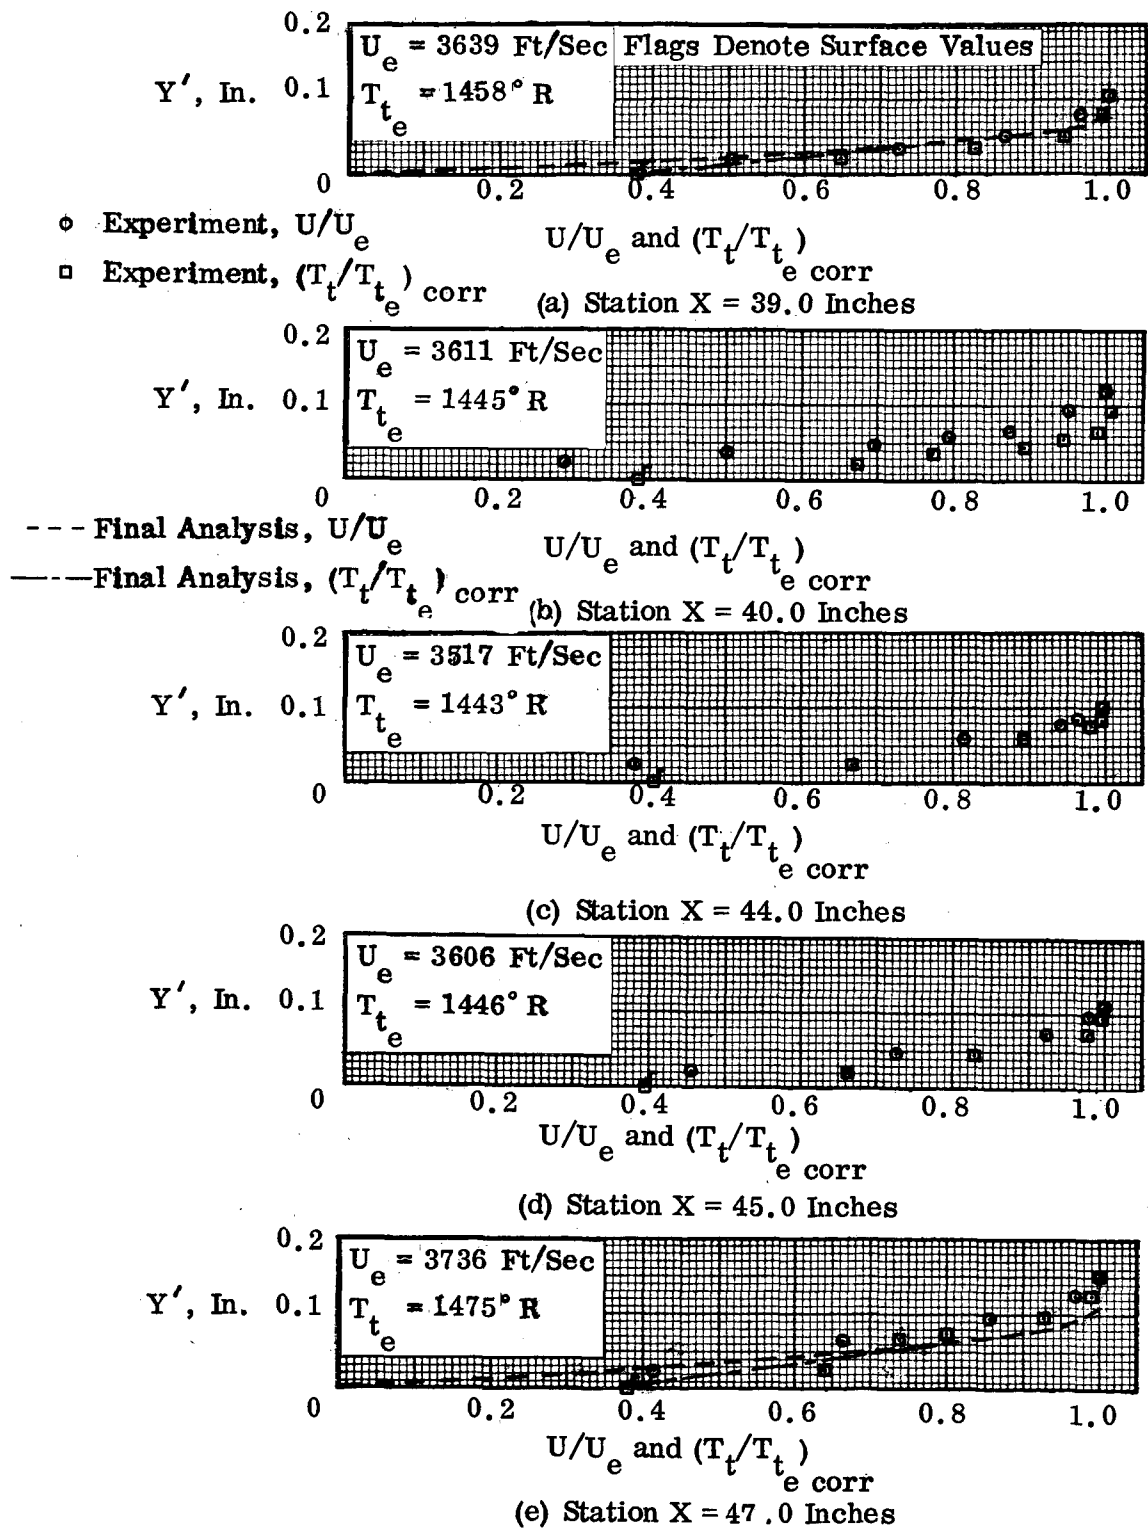 0.2
U_e = 3639 Ft/Sec Flags Denote Surface Values
Y', In. 0.1 T_t_e = 1458° R
0 0.2 0.4 0.6 0.8 1.0
Experiment, U/U_e
U/U_e and (T_t/T_t_e)_corr
Experiment, (T_t/T_t_e)_corr
(a) Station X = 39.0 Inches
0.2
U_e = 3611 Ft/Sec
Y', In. 0.1 T_t_e = 1445° R
0 0.2 0.4 0.6 0.8 1.0
--- Final Analysis, U/U_e
U/U_e and (T_t/T_t_e)_corr
—-— Final Analysis, (T_t/T_t_e)_corr
(b) Station X = 40.0 Inches
0.2
U_e = 3517 Ft/Sec
Y', In. 0.1 T_t_e = 1443° R
0 0.2 0.4 0.6 0.8 1.0
U/U_e and (T_t/T_t_e)_corr
(c) Station X = 44.0 Inches
0.2
U_e = 3606 Ft/Sec
Y', In. 0.1 T_t_e = 1446° R
0 0.2 0.4 0.6 0.8 1.0
U/U_e and (T_t/T_t_e)_corr
(d) Station X = 45.0 Inches
0.2
U_e = 3736 Ft/Sec
Y', In. 0.1 T_t_e = 1475° R
0 0.2 0.4 0.6 0.8 1.0
U/U_e and (T_t/T_t_e)_corr
(e) Station X = 47.0 Inches